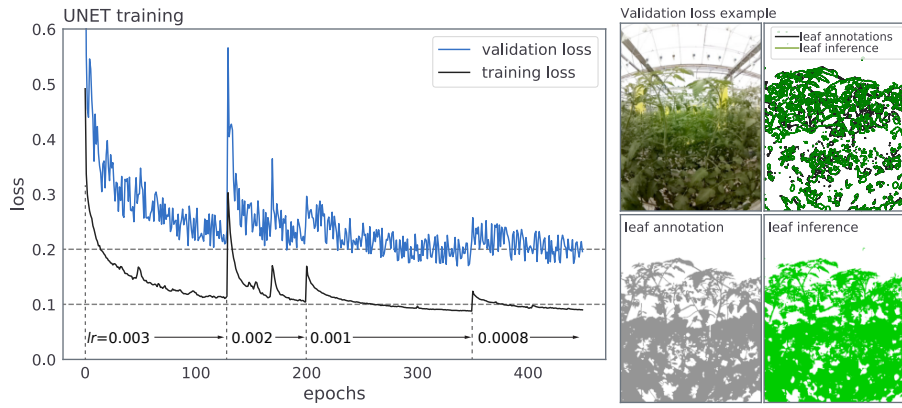 UNET training
validation loss
training loss
loss
0.6
0.5
0.4
0.3
0.2
0.1
0.0
lr=0.003
0.002
0.001
0.0008
0
100
200
300
400
epochs
Validation loss example
leaf annotations
leaf inference
leaf annotation
leaf inference